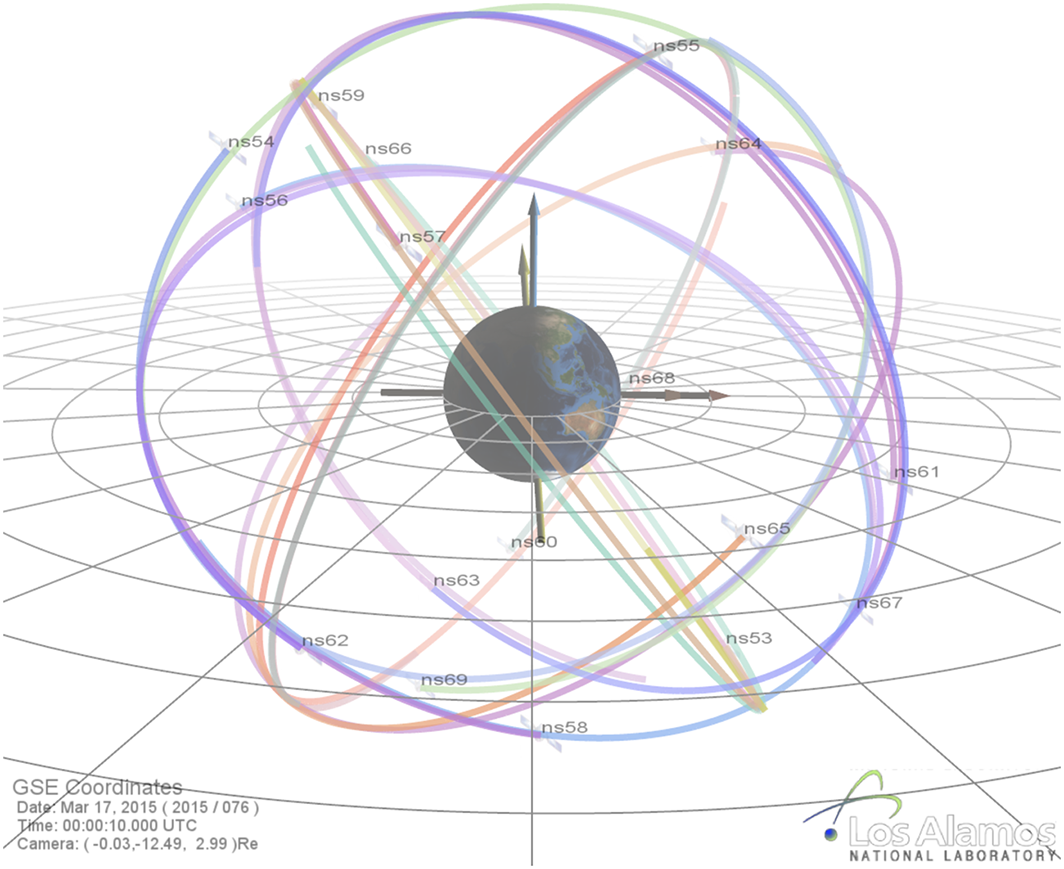 ns55
ns59
ns54
ns66
ns64
ns56
ns57
ns68
ns61
ns65
ns60
ns63
ns67
ns62
ns53
ns69
ns58
GSE Coordinates
Date: Mar 17, 2015 ( 2015 / 076 )
Time: 00:00:10.000 UTC
Camera: ( -0.03,-12.49, 2.99 )Re
Los Alamos
NATIONAL LABORATORY